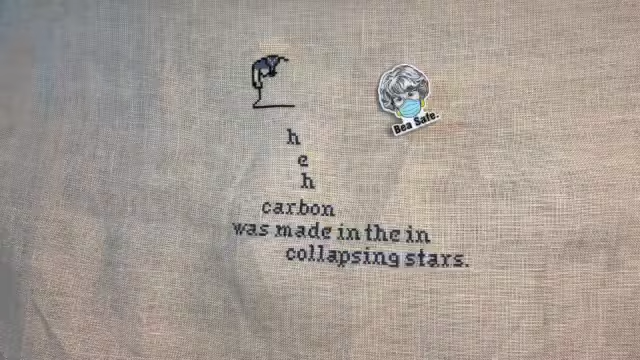 h
e
h
carbon
was made in the in
collapsing stars.
Bea Safe.